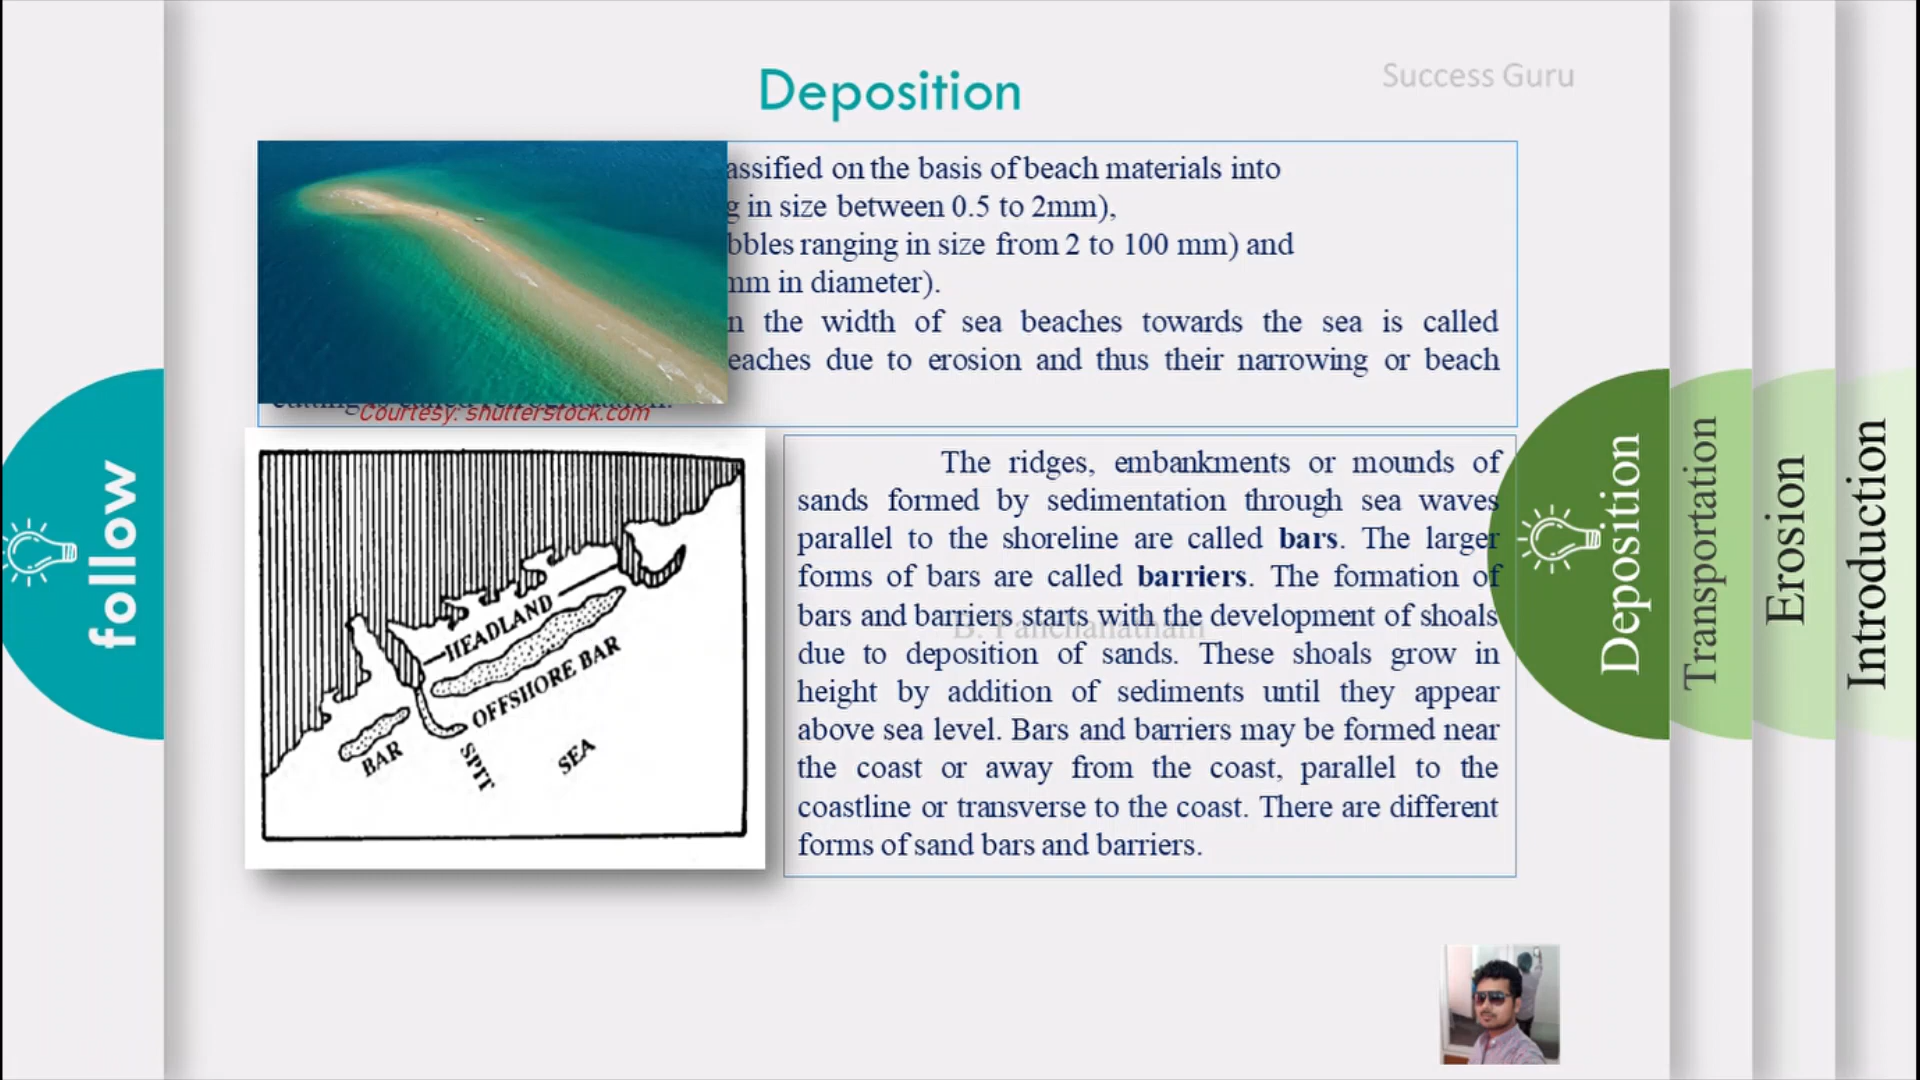 Deposition
Success Guru
assified on the basis of beach materials into
g in size between 0.5 to 2mm),
bbles ranging in size from 2 to 100 mm) and
mm in diameter).
n the width of sea beaches towards the sea is called
eaches due to erosion and thus their narrowing or beach
Courtesy: shutterstock.com
HEADLAND
OFFSHORE BAR
BAR
SPIT
SEA
The ridges, embankments or mounds of
sands formed by sedimentation through sea waves
parallel to the shoreline are called bars. The larger
forms of bars are called barriers. The formation of
bars and barriers starts with the development of shoals
B. Panchanatham
due to deposition of sands. These shoals grow in
height by addition of sediments until they appear
above sea level. Bars and barriers may be formed near
the coast or away from the coast, parallel to the
coastline or transverse to the coast. There are different
forms of sand bars and barriers.
follow
Deposition
Transportation
Erosion
Introduction